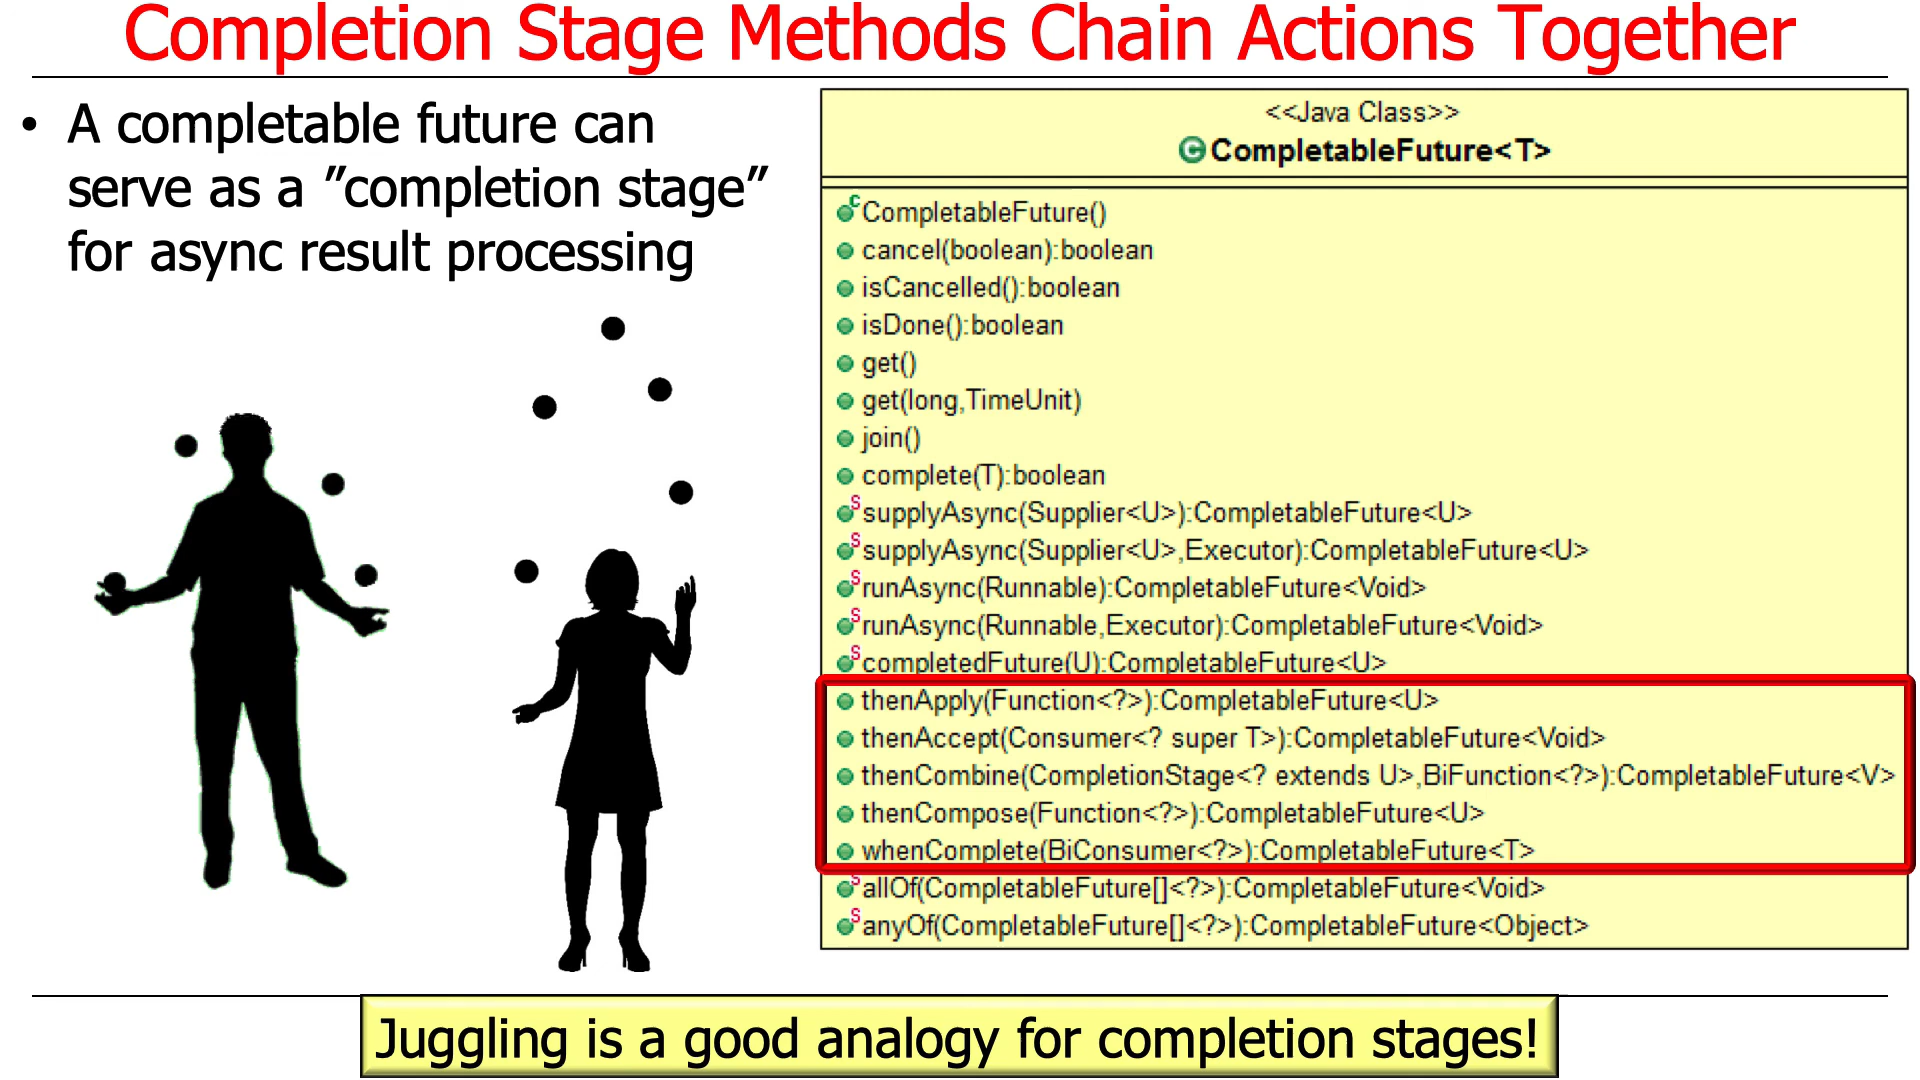 Completion Stage Methods Chain Actions Together
• A completable future can
serve as a ”completion stage”
for async result processing
<<Java Class>>
C CompletableFuture<T>
C CompletableFuture()
cancel(boolean):boolean
isCancelled():boolean
isDone():boolean
get()
get(long,TimeUnit)
join()
complete(T):boolean
S supplyAsync(Supplier<U>):CompletableFuture<U>
S supplyAsync(Supplier<U>,Executor):CompletableFuture<U>
S runAsync(Runnable):CompletableFuture<Void>
S runAsync(Runnable,Executor):CompletableFuture<Void>
S completedFuture(U):CompletableFuture<U>
thenApply(Function<?>):CompletableFuture<U>
thenAccept(Consumer<? super T>):CompletableFuture<Void>
thenCombine(CompletionStage<? extends U>,BiFunction<?>):CompletableFuture<V>
thenCompose(Function<?>):CompletableFuture<U>
whenComplete(BiConsumer<?>):CompletableFuture<T>
S allOf(CompletableFuture[]<?>):CompletableFuture<Void>
S anyOf(CompletableFuture[]<?>):CompletableFuture<Object>
Juggling is a good analogy for completion stages!